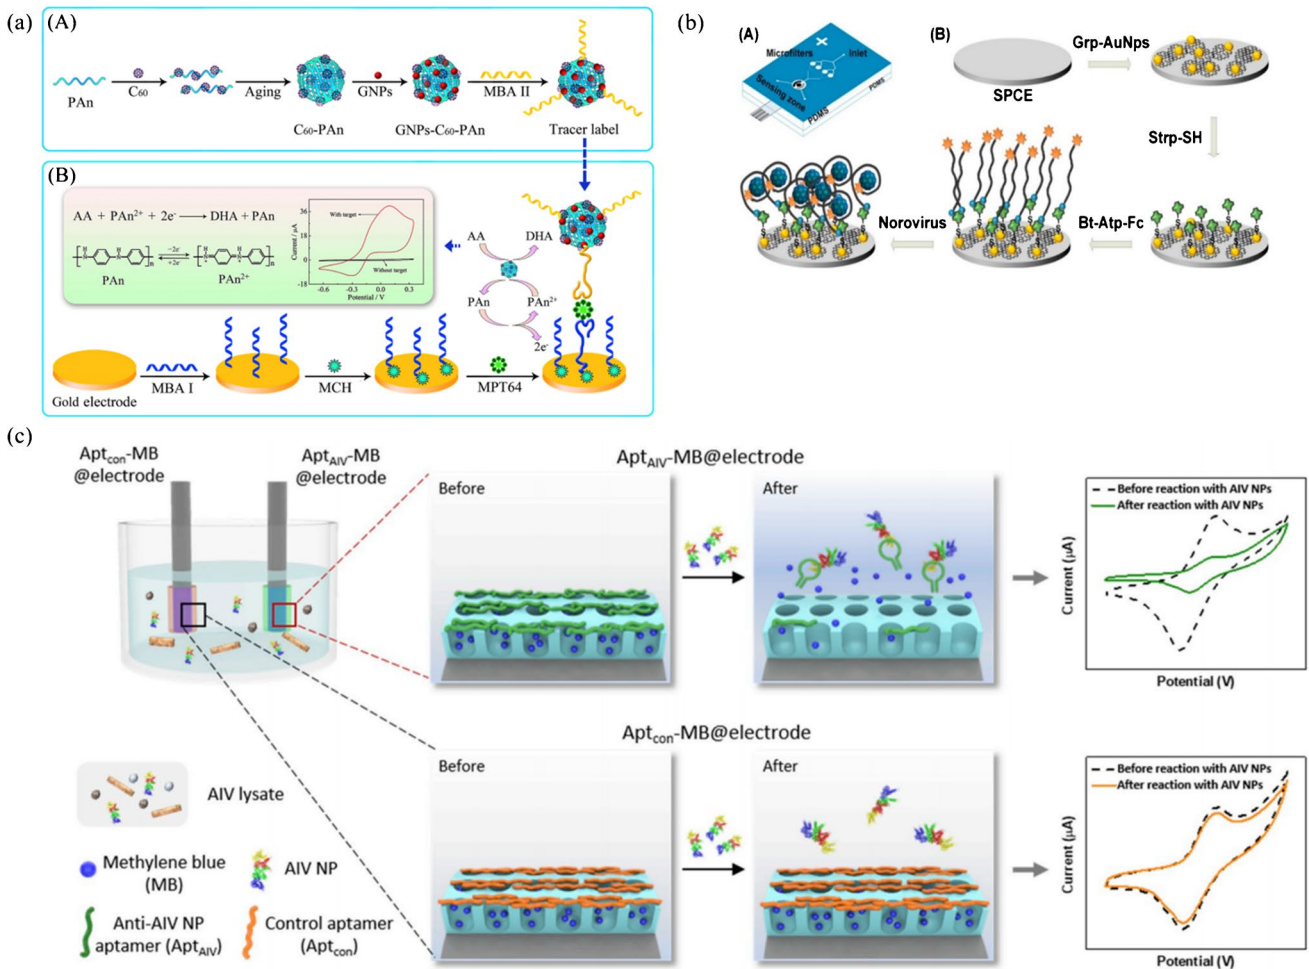 (a)
(A)
PAn
C60
Aging
C60-PAn
GNPs
GNPs-C60-PAn
MBA II
Tracer label
(B)
AA + PAn2+ + 2e- → DHA + PAn
-2e-
+2e-
PAn
PAn2+
With target
Without target
Current / μA
36
18
0
-18
-0.6
-0.3
0.0
0.3
Potential / V
AA
DHA
PAn
PAn2+
2e-
Gold electrode
MBA I
MCH
MPT64
(b)
(A)
Microfilters
Inlet
Sensing zone
PDMS
PDMS
(B)
SPCE
Grp-AuNps
Strp-SH
Bt-Atp-Fc
Norovirus
(c)
Aptcon-MB
@electrode
AptAIV-MB
@electrode
AptAIV-MB@electrode
Before
After
Before reaction with AIV NPs
After reaction with AIV NPs
Current (μA)
Potential (V)
Aptcon-MB@electrode
Before
After
Before reaction with AIV NPs
After reaction with AIV NPs
Current (μA)
Potential (V)
AIV lysate
Methylene blue
(MB)
AIV NP
Anti-AIV NP
aptamer (AptAIV)
Control aptamer
(Aptcon)